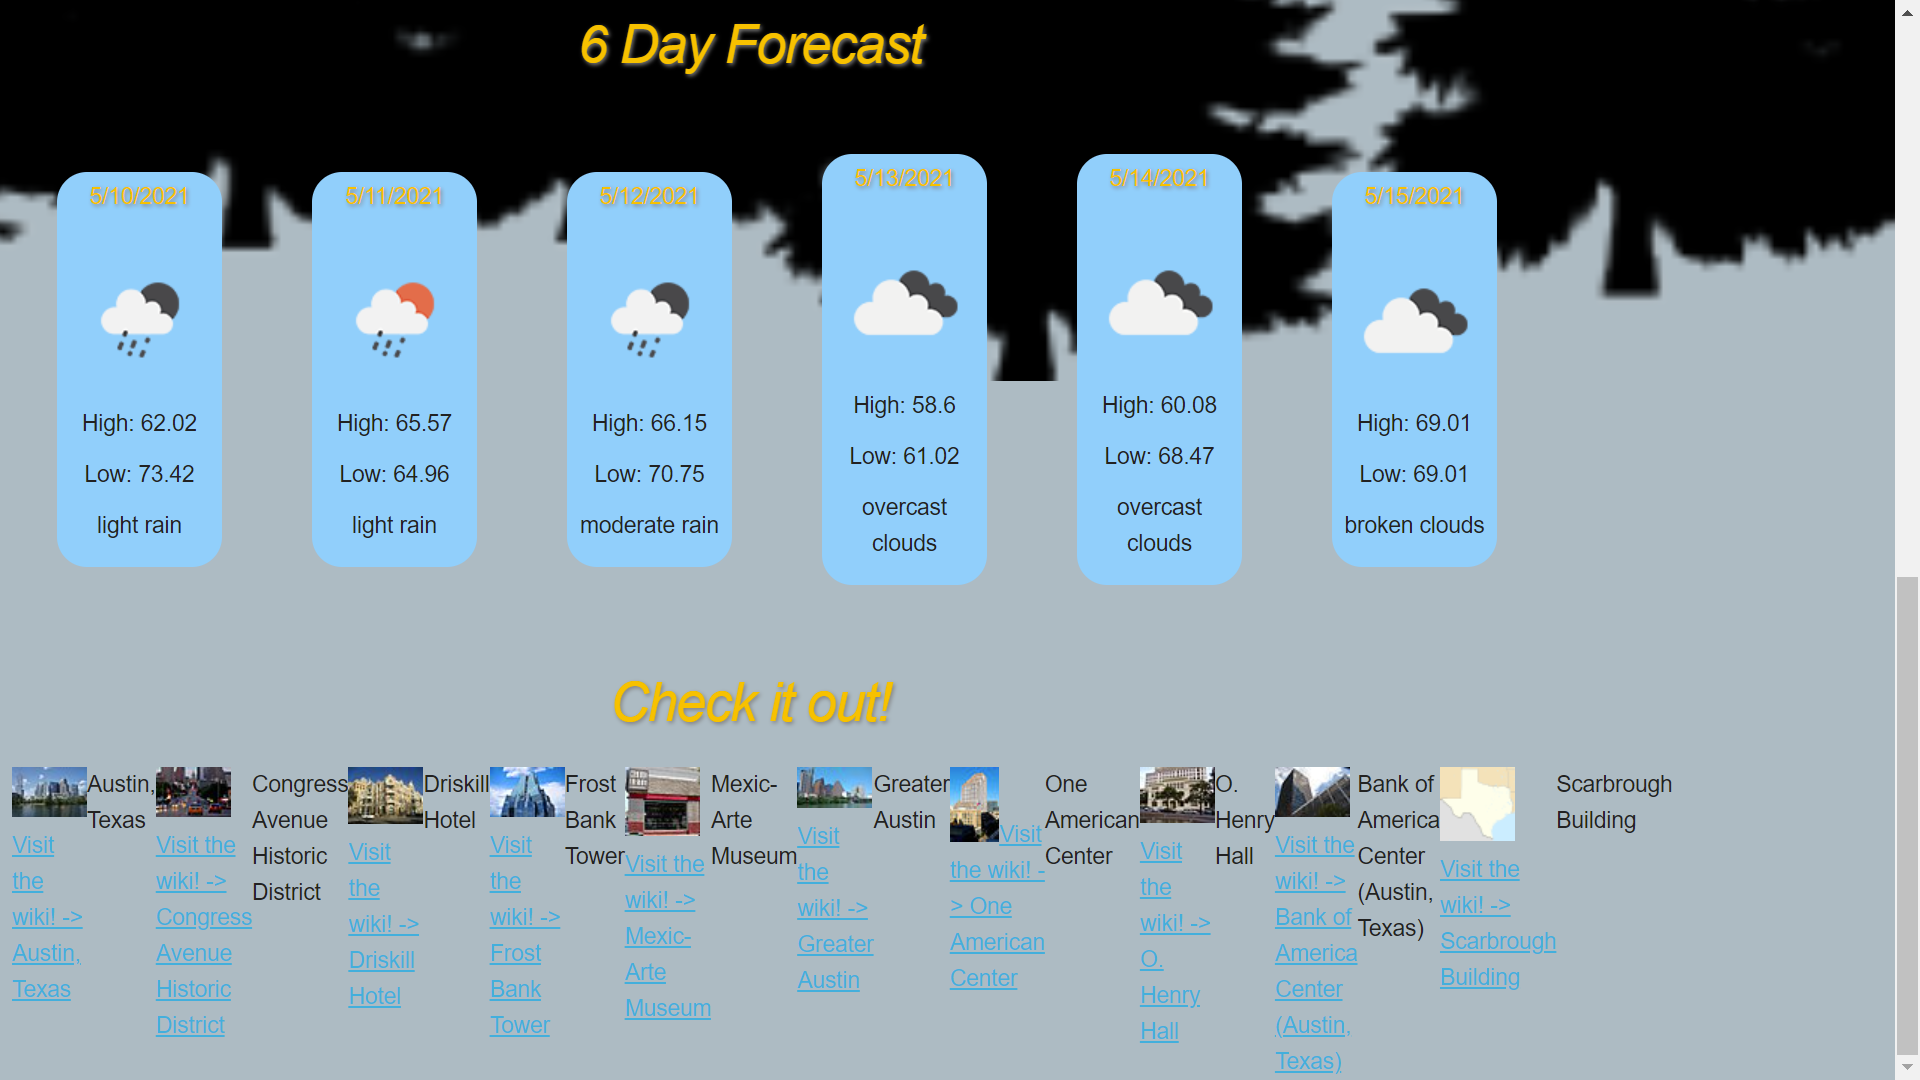 6 Day Forecast
5/10/2021
High: 62.02
Low: 73.42
light rain
5/11/2021
High: 65.57
Low: 64.96
light rain
5/12/2021
High: 66.15
Low: 70.75
moderate rain
5/13/2021
High: 58.6
Low: 61.02
overcast
clouds
5/14/2021
High: 60.08
Low: 68.47
overcast
clouds
5/15/2021
High: 69.01
Low: 69.01
broken clouds
Check it out!
Austin,
Texas
Visit
the
wiki! ->
Austin,
Texas
Congress
Avenue
Historic
District
Visit the
wiki! ->
Congress
Avenue
Historic
District
Driskill
Hotel
Visit
the
wiki! ->
Driskill
Hotel
Frost
Bank
Tower
Visit
the
wiki! ->
Frost
Bank
Tower
Mexic-
Arte
Museum
Visit the
wiki! ->
Mexic-
Arte
Museum
Greater
Austin
Visit
the
wiki! ->
Greater
Austin
One
American
Center
Visit
the wiki! -
> One
American
Center
O.
Henry
Hall
Visit
the
wiki! ->
O.
Henry
Hall
Bank of
America
Center
(Austin,
Texas)
Visit the
wiki! ->
Bank of
America
Center
(Austin,
Texas)
Scarbrough
Building
Visit the
wiki! ->
Scarbrough
Building